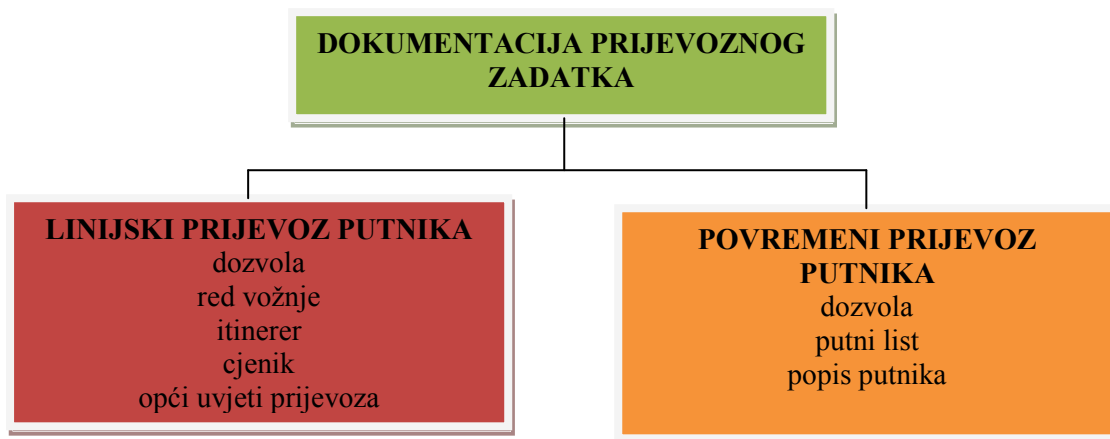 DOKUMENTACIJA PRIJEVOZNOG
ZADATKA
LINIJSKI PRIJEVOZ PUTNIKA
dozvola
red vožnje
itinerer
cjenik
opći uvjeti prijevoza
POVREMENI PRIJEVOZ
PUTNIKA
dozvola
putni list
popis putnika